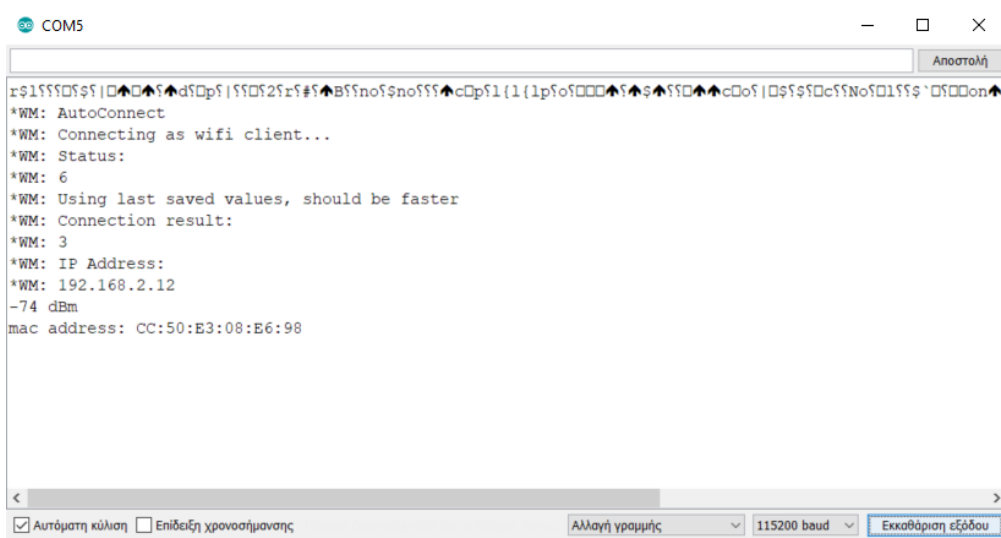 COM5
Αποστολή
*WM: AutoConnect
*WM: Connecting as wifi client...
*WM: Status:
*WM: 6
*WM: Using last saved values, should be faster
*WM: Connection result:
*WM: 3
*WM: IP Address:
*WM: 192.168.2.12
-74 dBm
mac address: CC:50:E3:08:E6:98
Αυτόματη κύλιση Επίδειξη χρονοσήμανσης Αλλαγή γραμμής 115200 baud Εκκαθάριση εξόδου